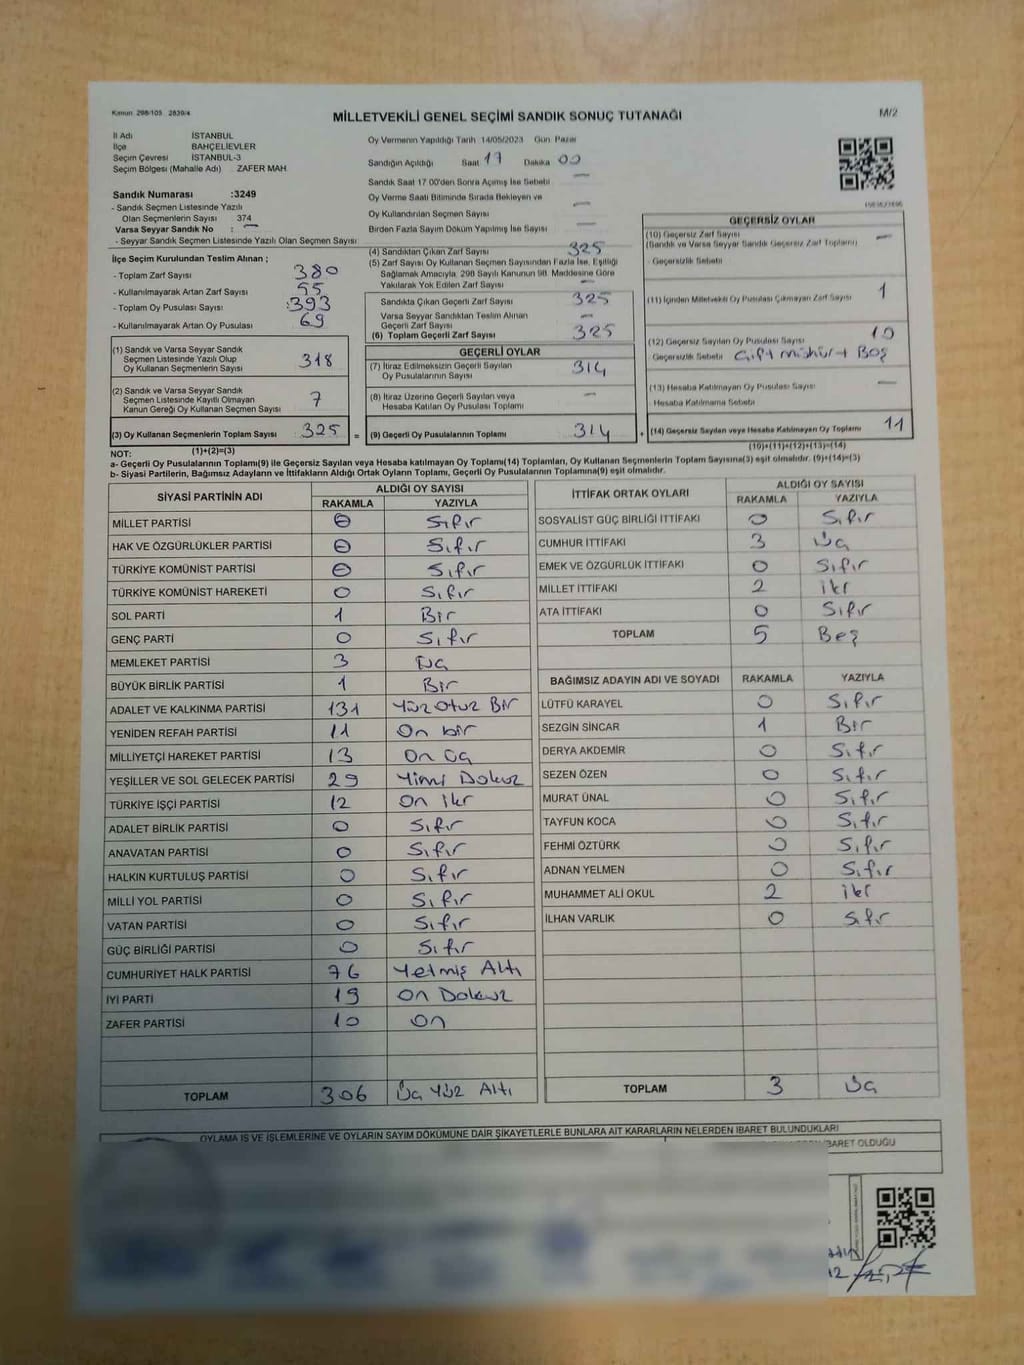 Kanun 298/105 2839/4
MİLLETVEKİLİ GENEL SEÇİMİ SANDIK SONUÇ TUTANAĞI
M/2
İl Adı İSTANBUL
İlçe BAHÇELİEVLER
Seçim Çevresi İSTANBUL-3
Seçim Bölgesi (Mahalle Adı) ZAFER MAH
Sandık Numarası :3249
- Sandık Seçmen Listesinde Yazılı
Olan Seçmenlerin Sayısı 374
Varsa Seyyar Sandık No : —
- Seyyar Sandık Seçmen Listesinde Yazılı Olan Seçmen Sayısı
İlçe Seçim Kurulundan Teslim Alınan ;
- Toplam Zarf Sayısı 380
- Kullanılmayarak Artan Zarf Sayısı 55
- Toplam Oy Pusulası Sayısı :393
- Kullanılmayarak Artan Oy Pusulası 69
(1) Sandık ve Varsa Seyyar Sandık
Seçmen Listesinde Yazılı Olup
Oy Kullanan Seçmenlerin Sayısı 318
(2) Sandık ve Varsa Seyyar Sandık
Seçmen Listesinde Kayıtlı Olmayan
Kanun Gereği Oy Kullanan Seçmen Sayısı 7
(3) Oy Kullanan Seçmenlerin Toplam Sayısı 325 =
(1)+(2)=(3)
Oy Vermenin Yapıldığı Tarih 14/05/2023 Gün Pazar
Sandığın Açıldığı Saat 17 Dakika 00
Sandık Saat 17:00'den Sonra Açılmış İse Sebebi —
Oy Verme Saati Bitiminde Sırada Bekleyen ve
Oy Kullandırılan Seçmen Sayısı —
Birden Fazla Sayım Döküm Yapılmış İse Sayısı —
(4) Sandıktan Çıkan Zarf Sayısı 325
(5) Zarf Sayısı Oy Kullanan Seçmen Sayısından Fazla İse, Eşitliği
Sağlamak Amacıyla, 298 Sayılı Kanunun 98. Maddesine Göre
Yakılarak Yok Edilen Zarf Sayısı —
Sandıkta Çıkan Geçerli Zarf Sayısı 325
Varsa Seyyar Sandıktan Teslim Alınan
Geçerli Zarf Sayısı —
(6) Toplam Geçerli Zarf Sayısı 325
GEÇERLİ OYLAR
(7) İtiraz Edilmeksizin Geçerli Sayılan
Oy Pusulalarının Sayısı 314
(8) İtiraz Üzerine Geçerli Sayılan veya
Hesaba Katılan Oy Pusulası Toplamı —
(9) Geçerli Oy Pusulalarının Toplamı 314 +
GEÇERSİZ OYLAR
(10) Geçersiz Zarf Sayısı
(Sandık ve Varsa Seyyar Sandık Geçersiz Zarf Toplamı) —
Geçersizlik Sebebi
(11) İçinden Milletvekili Oy Pusulası Çıkmayan Zarf Sayısı 1
(12) Geçersiz Sayılan Oy Pusulası Sayısı 10
Geçersizlik Sebebi Çift mühür+ Boş
(13) Hesaba Katılmayan Oy Pusulası Sayısı —
Hesaba Katılmama Sebebi
(14) Geçersiz Sayılan veya Hesaba Katılmayan Oy Toplamı 11
(10)+(11)+(12)+(13)=(14)
NOT:
a- Geçerli Oy Pusulalarının Toplamı(9) ile Geçersiz Sayılan veya Hesaba katılmayan Oy Toplamı(14) Toplamları, Oy Kullanan Seçmenlerin Toplam Sayısına(3) eşit olmalıdır. (9)+(14)=(3)
b- Siyasi Partilerin, Bağımsız Adayların ve İttifakların Aldığı Ortak Oyların Toplamı, Geçerli Oy Pusulalarının Toplamına(9) eşit olmalıdır.
SİYASİ PARTİNİN ADI ALDIĞI OY SAYISI
RAKAMLA YAZIYLA
MİLLET PARTİSİ 0 Sıfır
HAK VE ÖZGÜRLÜKLER PARTİSİ 0 Sıfır
TÜRKİYE KOMÜNİST PARTİSİ 0 Sıfır
TÜRKİYE KOMÜNİST HAREKETİ 0 Sıfır
SOL PARTİ 1 Bir
GENÇ PARTİ 0 Sıfır
MEMLEKET PARTİSİ 3 Üç
BÜYÜK BİRLİK PARTİSİ 1 Bir
ADALET VE KALKINMA PARTİSİ 131 Yüz Otuz Bir
YENİDEN REFAH PARTİSİ 11 On bir
MİLLİYETÇİ HAREKET PARTİSİ 13 On Üç
YEŞİLLER VE SOL GELECEK PARTİSİ 29 Yirmi Dokuz
TÜRKİYE İŞÇİ PARTİSİ 12 On iki
ADALET BİRLİK PARTİSİ 0 Sıfır
ANAVATAN PARTİSİ 0 Sıfır
HALKIN KURTULUŞ PARTİSİ 0 Sıfır
MİLLİ YOL PARTİSİ 0 Sıfır
VATAN PARTİSİ 0 Sıfır
GÜÇ BİRLİĞİ PARTİSİ 0 Sıfır
CUMHURİYET HALK PARTİSİ 76 Yetmiş Altı
İYİ PARTİ 19 On Dokuz
ZAFER PARTİSİ 10 On
TOPLAM 306 Üç Yüz Altı
İTTİFAK ORTAK OYLARI ALDIĞI OY SAYISI
RAKAMLA YAZIYLA
SOSYALİST GÜÇ BİRLİĞİ İTTİFAKI 0 Sıfır
CUMHUR İTTİFAKI 3 Üç
EMEK VE ÖZGÜRLÜK İTTİFAKI 0 Sıfır
MİLLET İTTİFAKI 2 iki
ATA İTTİFAKI 0 Sıfır
TOPLAM 5 Beş
BAĞIMSIZ ADAYIN ADI VE SOYADI RAKAMLA YAZIYLA
LÜTFÜ KARAYEL 0 Sıfır
SEZGİN SİNCAR 1 Bir
DERYA AKDEMİR 0 Sıfır
SEZEN ÖZEN 0 Sıfır
MURAT ÜNAL 0 Sıfır
TAYFUN KOCA 0 Sıfır
FEHMİ ÖZTÜRK 0 Sıfır
ADNAN YELMEN 0 Sıfır
MUHAMMET ALİ OKUL 2 iki
İLHAN VARLIK 0 Sıfır
TOPLAM 3 Üç
OYLAMA İŞ VE İŞLEMLERİNE VE OYLARIN SAYIM DÖKÜMÜNE DAİR ŞİKAYETLERLE BUNLARA AİT KARARLARIN NELERDEN İBARET BULUNDUKLARI
İBARET OLDUĞU